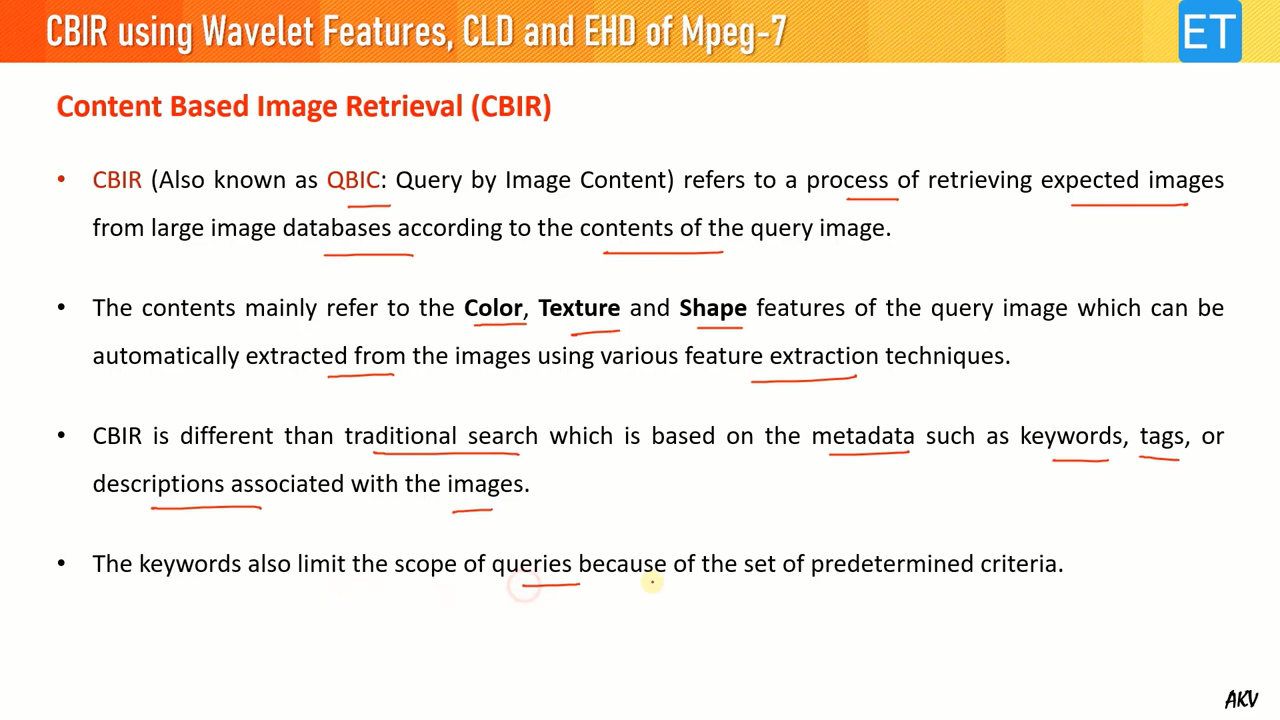 CBIR using Wavelet Features, CLD and EHD of Mpeg-7
ET
Content Based Image Retrieval (CBIR)
• CBIR (Also known as QBIC: Query by Image Content) refers to a process of retrieving expected images
from large image databases according to the contents of the query image.
• The contents mainly refer to the Color, Texture and Shape features of the query image which can be
automatically extracted from the images using various feature extraction techniques.
• CBIR is different than traditional search which is based on the metadata such as keywords, tags, or
descriptions associated with the images.
• The keywords also limit the scope of queries because of the set of predetermined criteria.
AKV